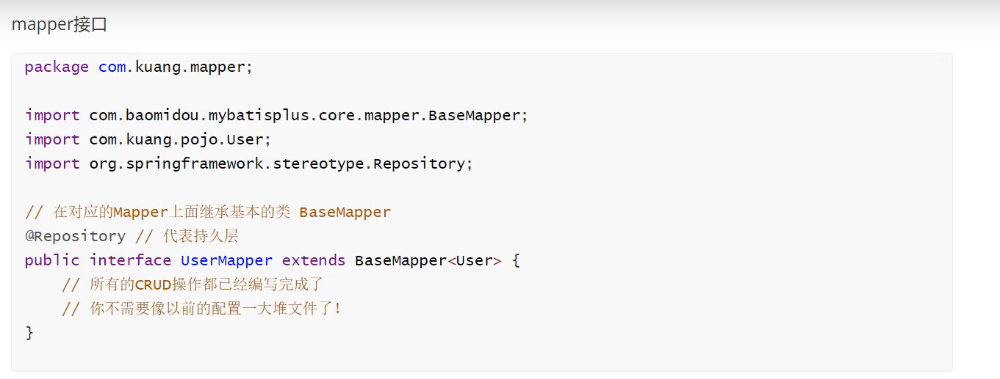 mapper接口
package com.kuang.mapper;
import com.baomidou.mybatisplus.core.mapper.BaseMapper;
import com.kuang.pojo.User;
import org.springframework.stereotype.Repository;
// 在对应的Mapper上面继承基本的类 BaseMapper
@Repository // 代表持久层
public interface UserMapper extends BaseMapper<User> {
    // 所有的CRUD操作都已经编写完成了
    // 你不需要像以前的配置一大堆文件了!
}